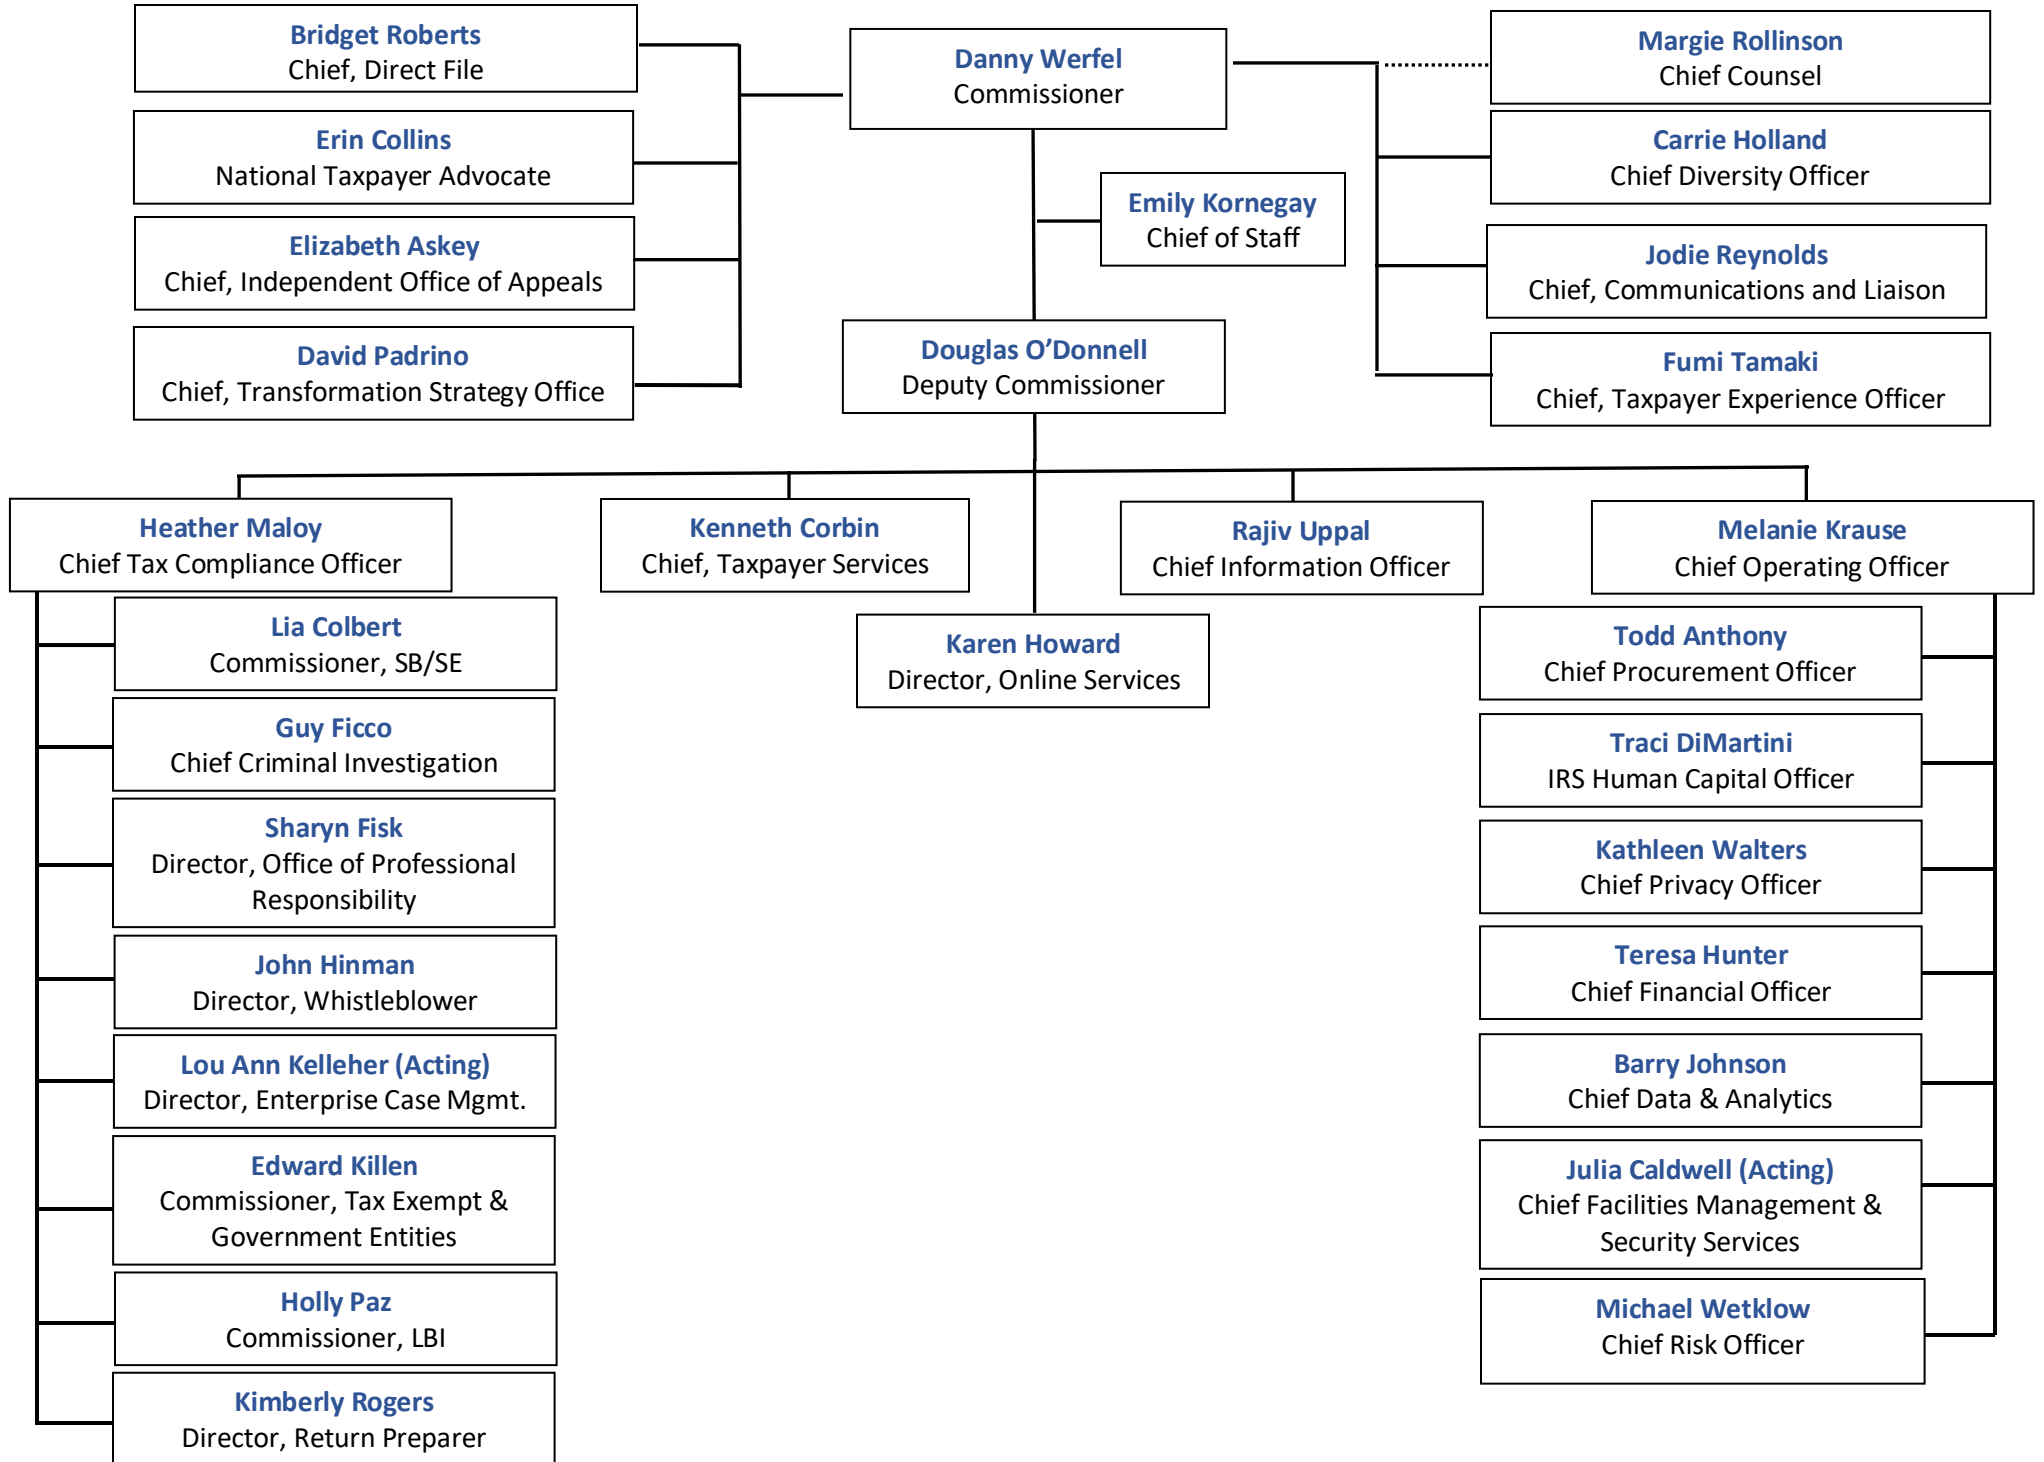 Bridget Roberts
Chief, Direct File
Erin Collins
National Taxpayer Advocate
Elizabeth Askey
Chief, Independent Office of Appeals
David Padrino
Chief, Transformation Strategy Office
Danny Werfel
Commissioner
Emily Kornegay
Chief of Staff
Douglas O’Donnell
Deputy Commissioner
Margie Rollinson
Chief Counsel
Carrie Holland
Chief Diversity Officer
Jodie Reynolds
Chief, Communications and Liaison
Fumi Tamaki
Chief, Taxpayer Experience Officer
Heather Maloy
Chief Tax Compliance Officer
Kenneth Corbin
Chief, Taxpayer Services
Karen Howard
Director, Online Services
Rajiv Uppal
Chief Information Officer
Melanie Krause
Chief Operating Officer
Lia Colbert
Commissioner, SB/SE
Guy Ficco
Chief Criminal Investigation
Sharyn Fisk
Director, Office of Professional
Responsibility
John Hinman
Director, Whistleblower
Lou Ann Kelleher (Acting)
Director, Enterprise Case Mgmt.
Edward Killen
Commissioner, Tax Exempt &
Government Entities
Holly Paz
Commissioner, LBI
Kimberly Rogers
Director, Return Preparer
Todd Anthony
Chief Procurement Officer
Traci DiMartini
IRS Human Capital Officer
Kathleen Walters
Chief Privacy Officer
Teresa Hunter
Chief Financial Officer
Barry Johnson
Chief Data & Analytics
Julia Caldwell (Acting)
Chief Facilities Management &
Security Services
Michael Wetklow
Chief Risk Officer